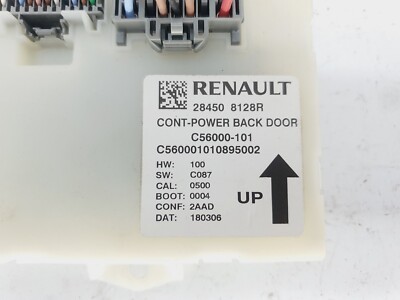 RENAULT
28450 8128R
CONT-POWER BACK DOOR
C56000-101
C560001010895002
HW: 100
SW: C087
CAL: 0500
BOOT: 0004
CONF: 2AAD
DAT: 180306
UP